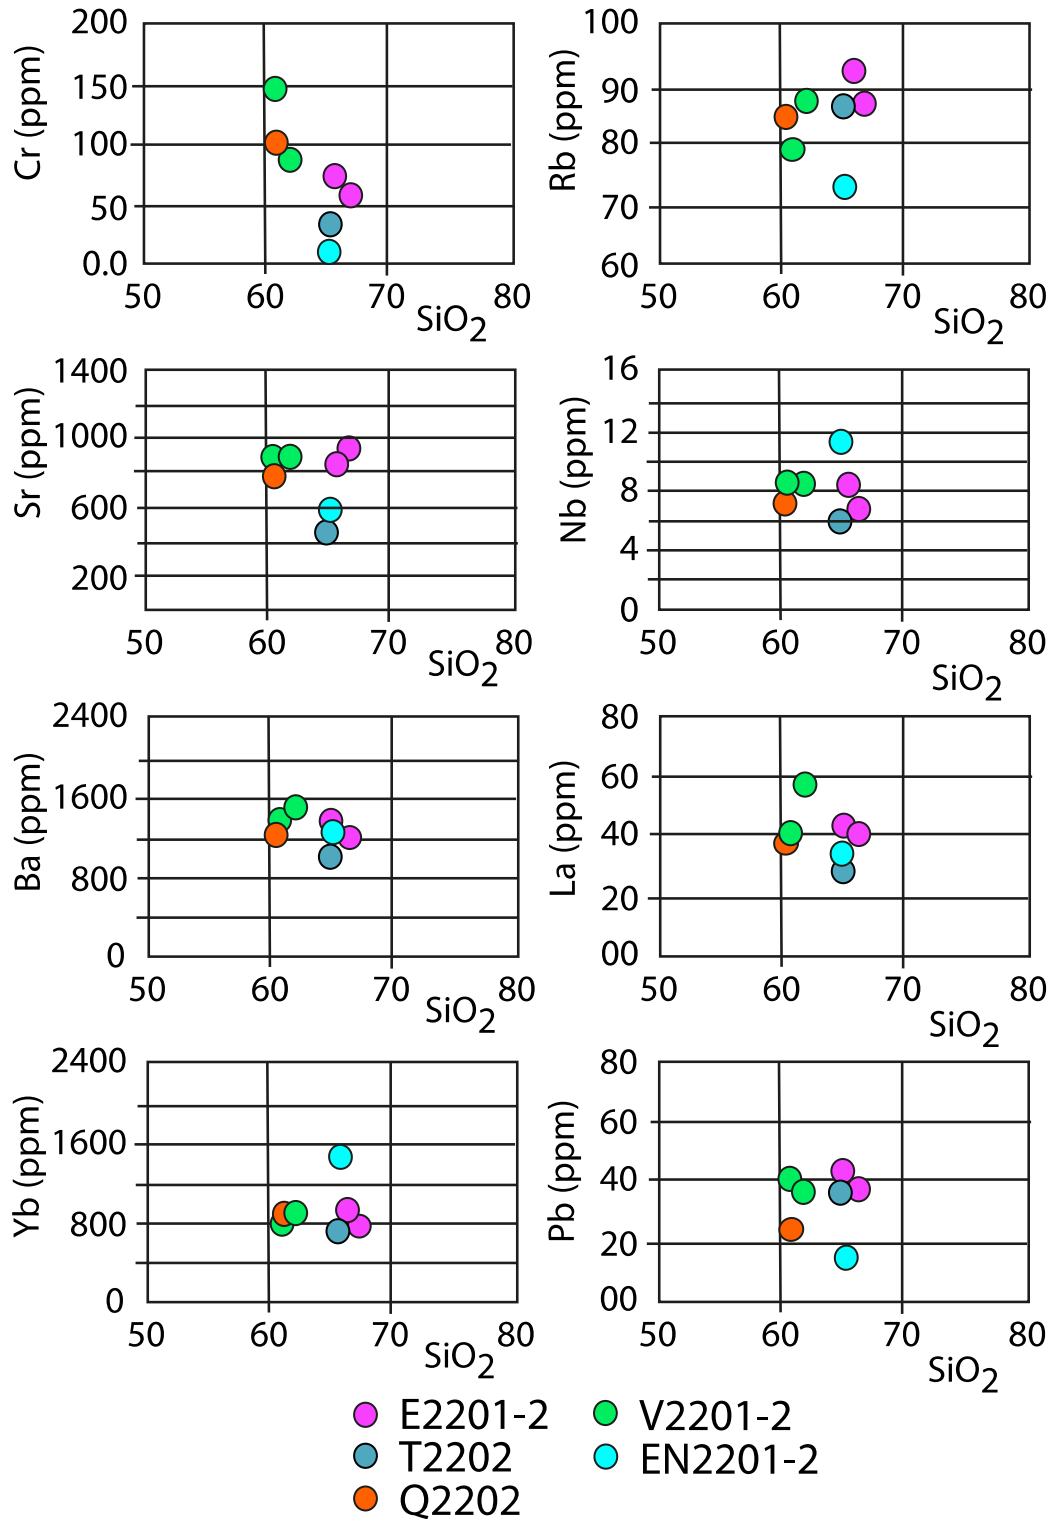 200
150
100
50
0.0
Cr (ppm)
50 60 70 80
SiO2
100
90
80
70
60
Rb (ppm)
50 60 70 80
SiO2
1400
1000
600
200
Sr (ppm)
50 60 70 80
SiO2
16
12
8
4
0
Nb (ppm)
50 60 70 80
SiO2
2400
1600
800
0
Ba (ppm)
50 60 70 80
SiO2
80
60
40
20
00
La (ppm)
50 60 70 80
SiO2
2400
1600
800
0
Yb (ppm)
50 60 70 80
SiO2
80
60
40
20
00
Pb (ppm)
50 60 70 80
SiO2
E2201-2
T2202
Q2202
V2201-2
EN2201-2